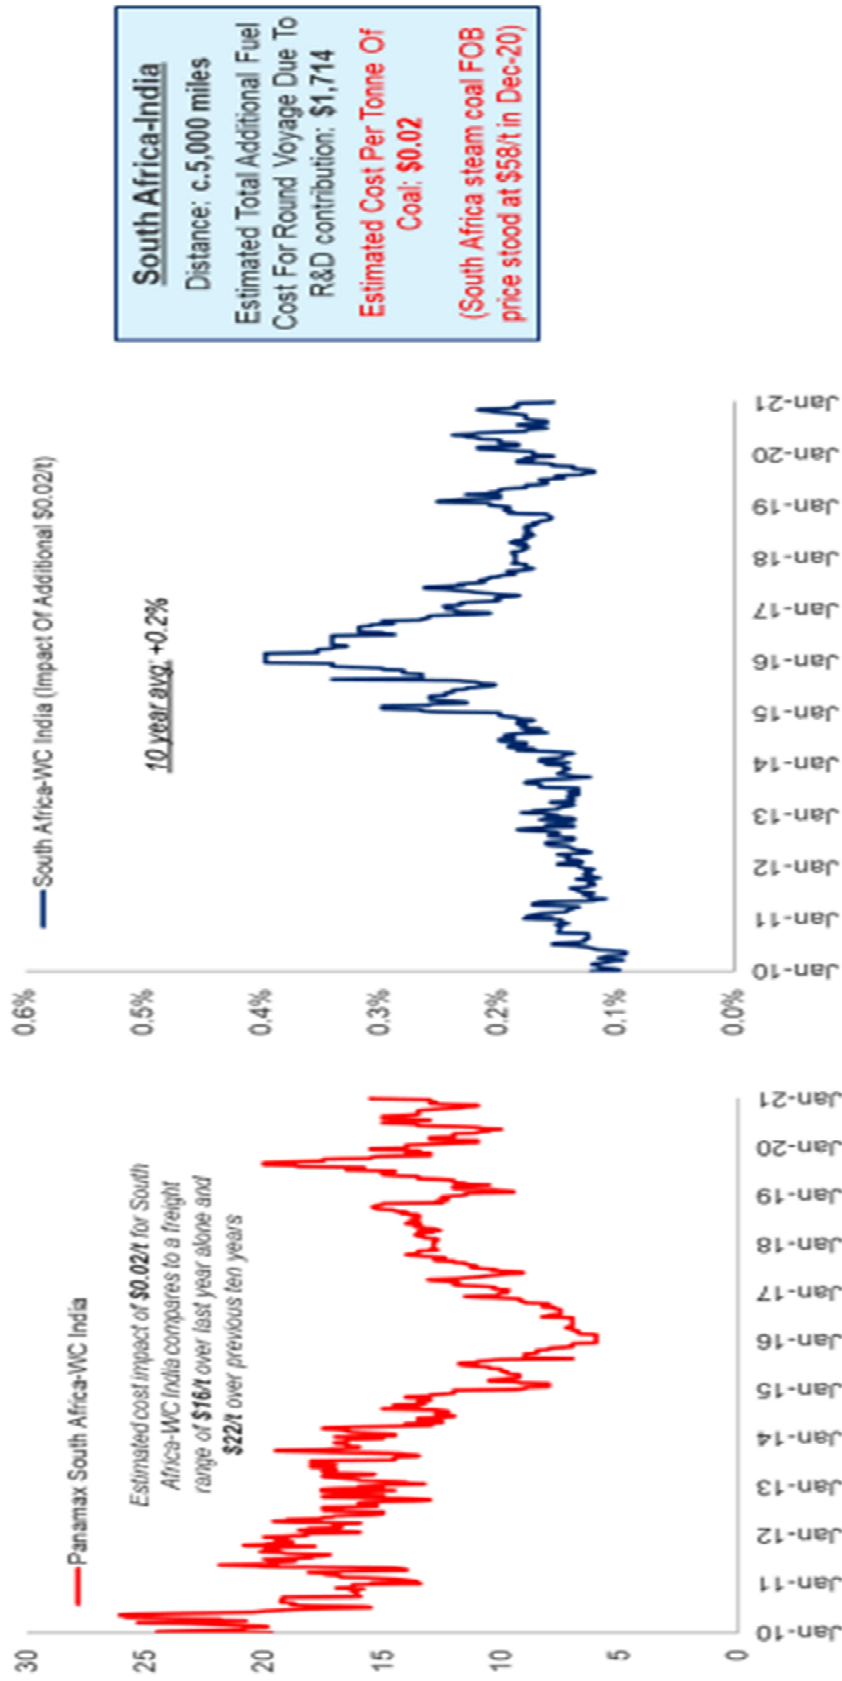 Panamax South Africa-WC India
Estimated cost impact of $0.02/t for South
Africa-WC India compares to a freight
range of $16/t over last year alone and
$22/t over previous ten years
30
25
20
15
10
5
0
Jan-10
Jan-11
Jan-12
Jan-13
Jan-14
Jan-15
Jan-16
Jan-17
Jan-18
Jan-19
Jan-20
Jan-21
South Africa-WC India (Impact Of Additional $0.02/t)
10 year avg: +0.2%
0.6%
0.5%
0.4%
0.3%
0.2%
0.1%
0.0%
Jan-10
Jan-11
Jan-12
Jan-13
Jan-14
Jan-15
Jan-16
Jan-17
Jan-18
Jan-19
Jan-20
Jan-21
South Africa-India
Distance: c.5,000 miles
Estimated Total Additional Fuel
Cost For Round Voyage Due To
R&D contribution: $1,714
Estimated Cost Per Tonne Of
Coal: $0.02
(South Africa steam coal FOB
price stood at $58/t in Dec-20)